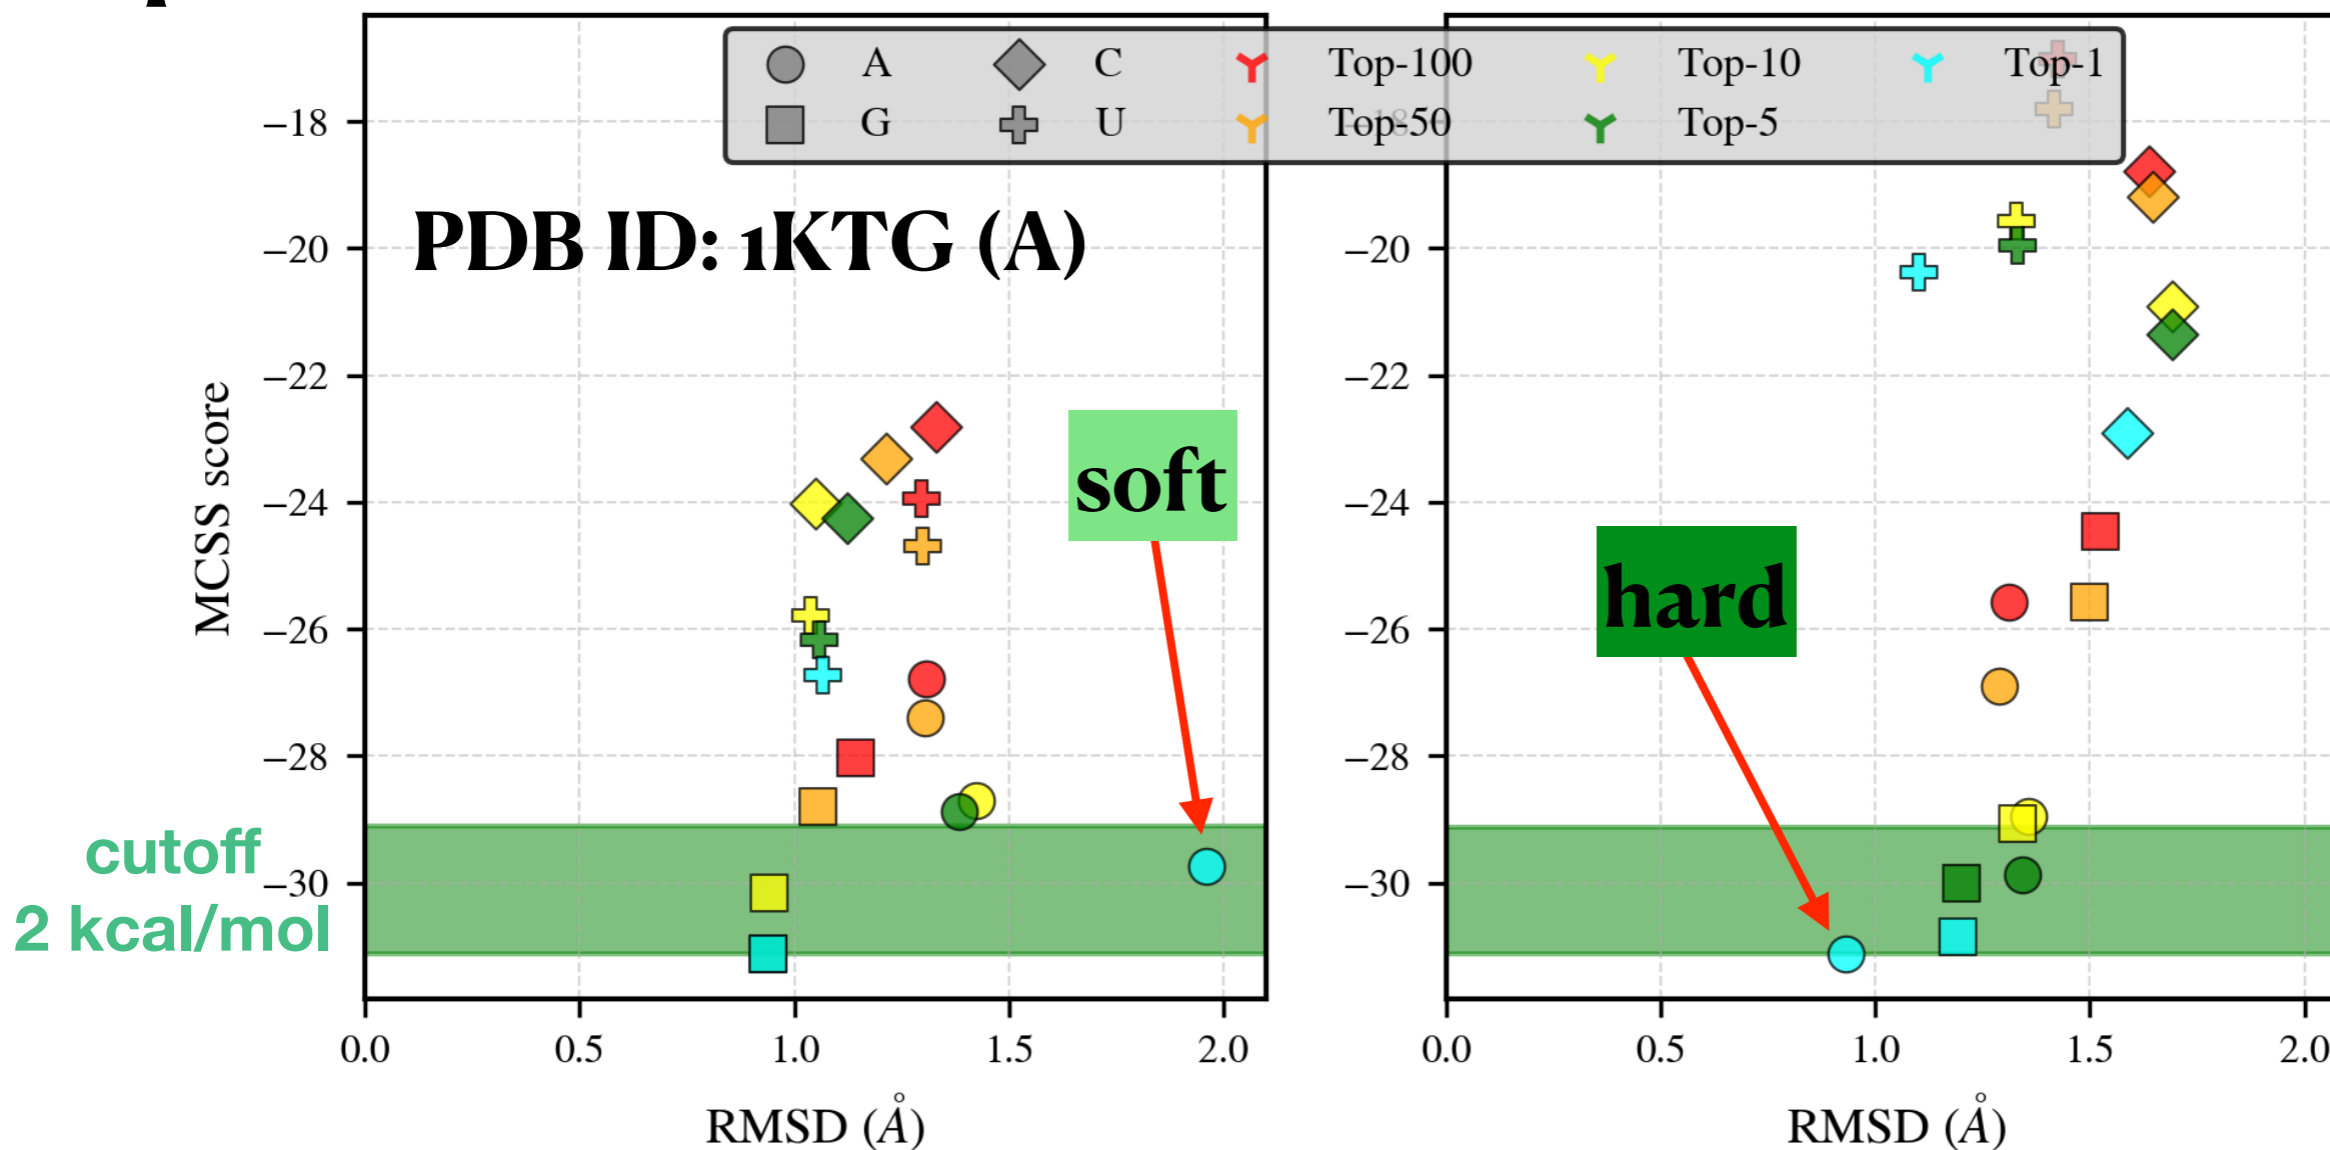 A
C
Top-100
Top-10
Top-1
G
U
Top-50
Top-5
PDB ID: 1KTG (A)
MCSS score
−18
−20
−22
−24
−26
−28
−30
soft
cutoff
2 kcal/mol
0.0
0.5
1.0
1.5
2.0
RMSD (Å)
−18
−20
−22
−24
−26
−28
−30
hard
0.0
0.5
1.0
1.5
2.0
RMSD (Å)